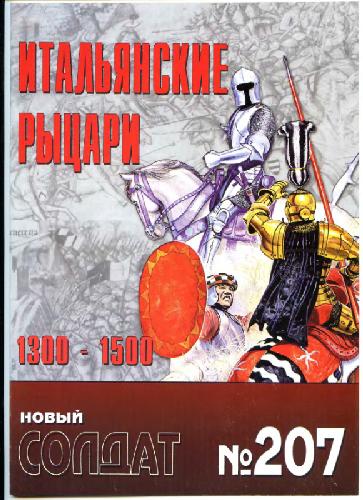 ИТАЛЬЯНСКИЕ
РЫЦАРИ
1300 - 1500
НОВЫЙ
СОЛДАТ
№207